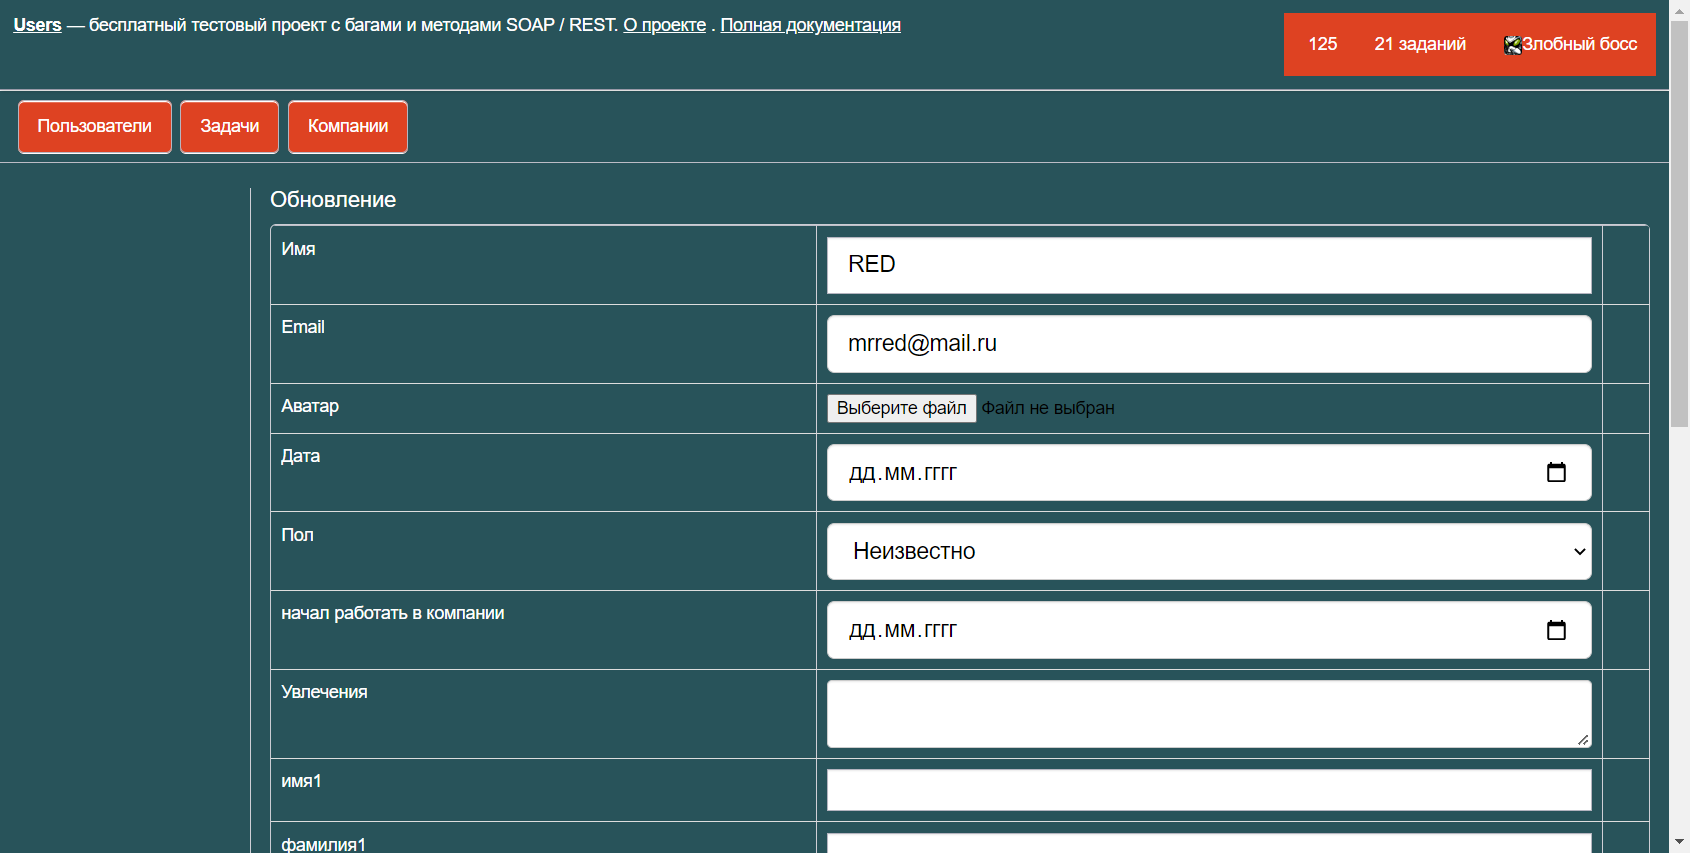 Users — бесплатный тестовый проект с багами и методами SOAP / REST. О проекте . Полная документация
125 21 заданий Злобный босс
Пользователи Задачи Компании
Обновление
Имя RED
Email mrred@mail.ru
Аватар Выберите файл Файл не выбран
Дата дд.мм.гггг
Пол Неизвестно
начал работать в компании дд.мм.гггг
Увлечения
имя1
фамилия1